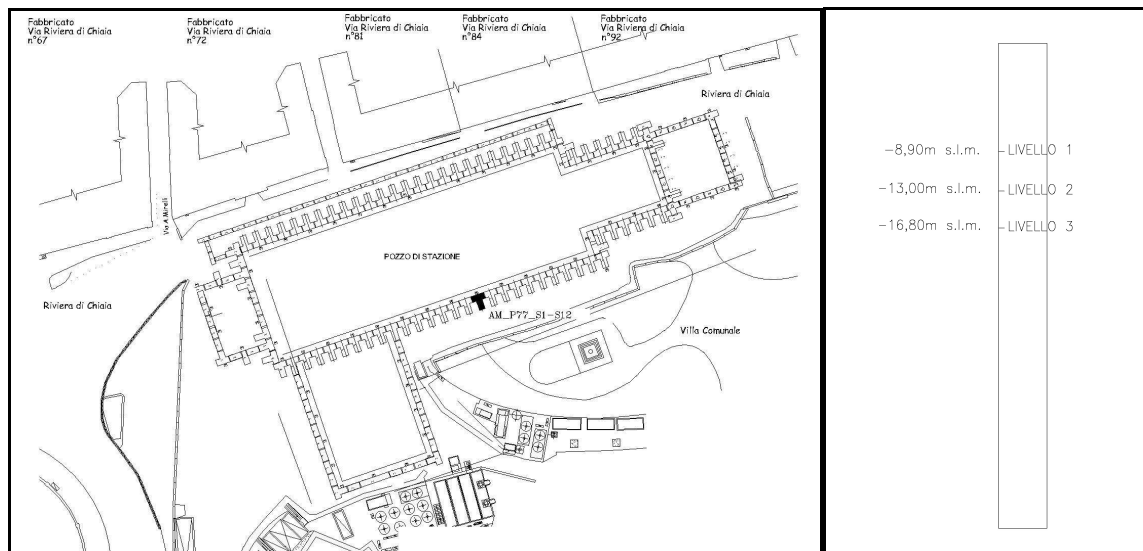 Fabbricato
Via Riviera di Chiaia
n°67
Fabbricato
Via Riviera di Chiaia
n°72
Fabbricato
Via Riviera di Chiaia
n°81
Fabbricato
Via Riviera di Chiaia
n°84
Fabbricato
Via Riviera di Chiaia
n°92
Riviera di Chiaia
Via A.Mirelli
POZZO DI STAZIONE
Riviera di Chiaia
AM_P77_S1-S12
Villa Comunale
-8,90m s.l.m. LIVELLO 1
-13,00m s.l.m. LIVELLO 2
-16,80m s.l.m. LIVELLO 3